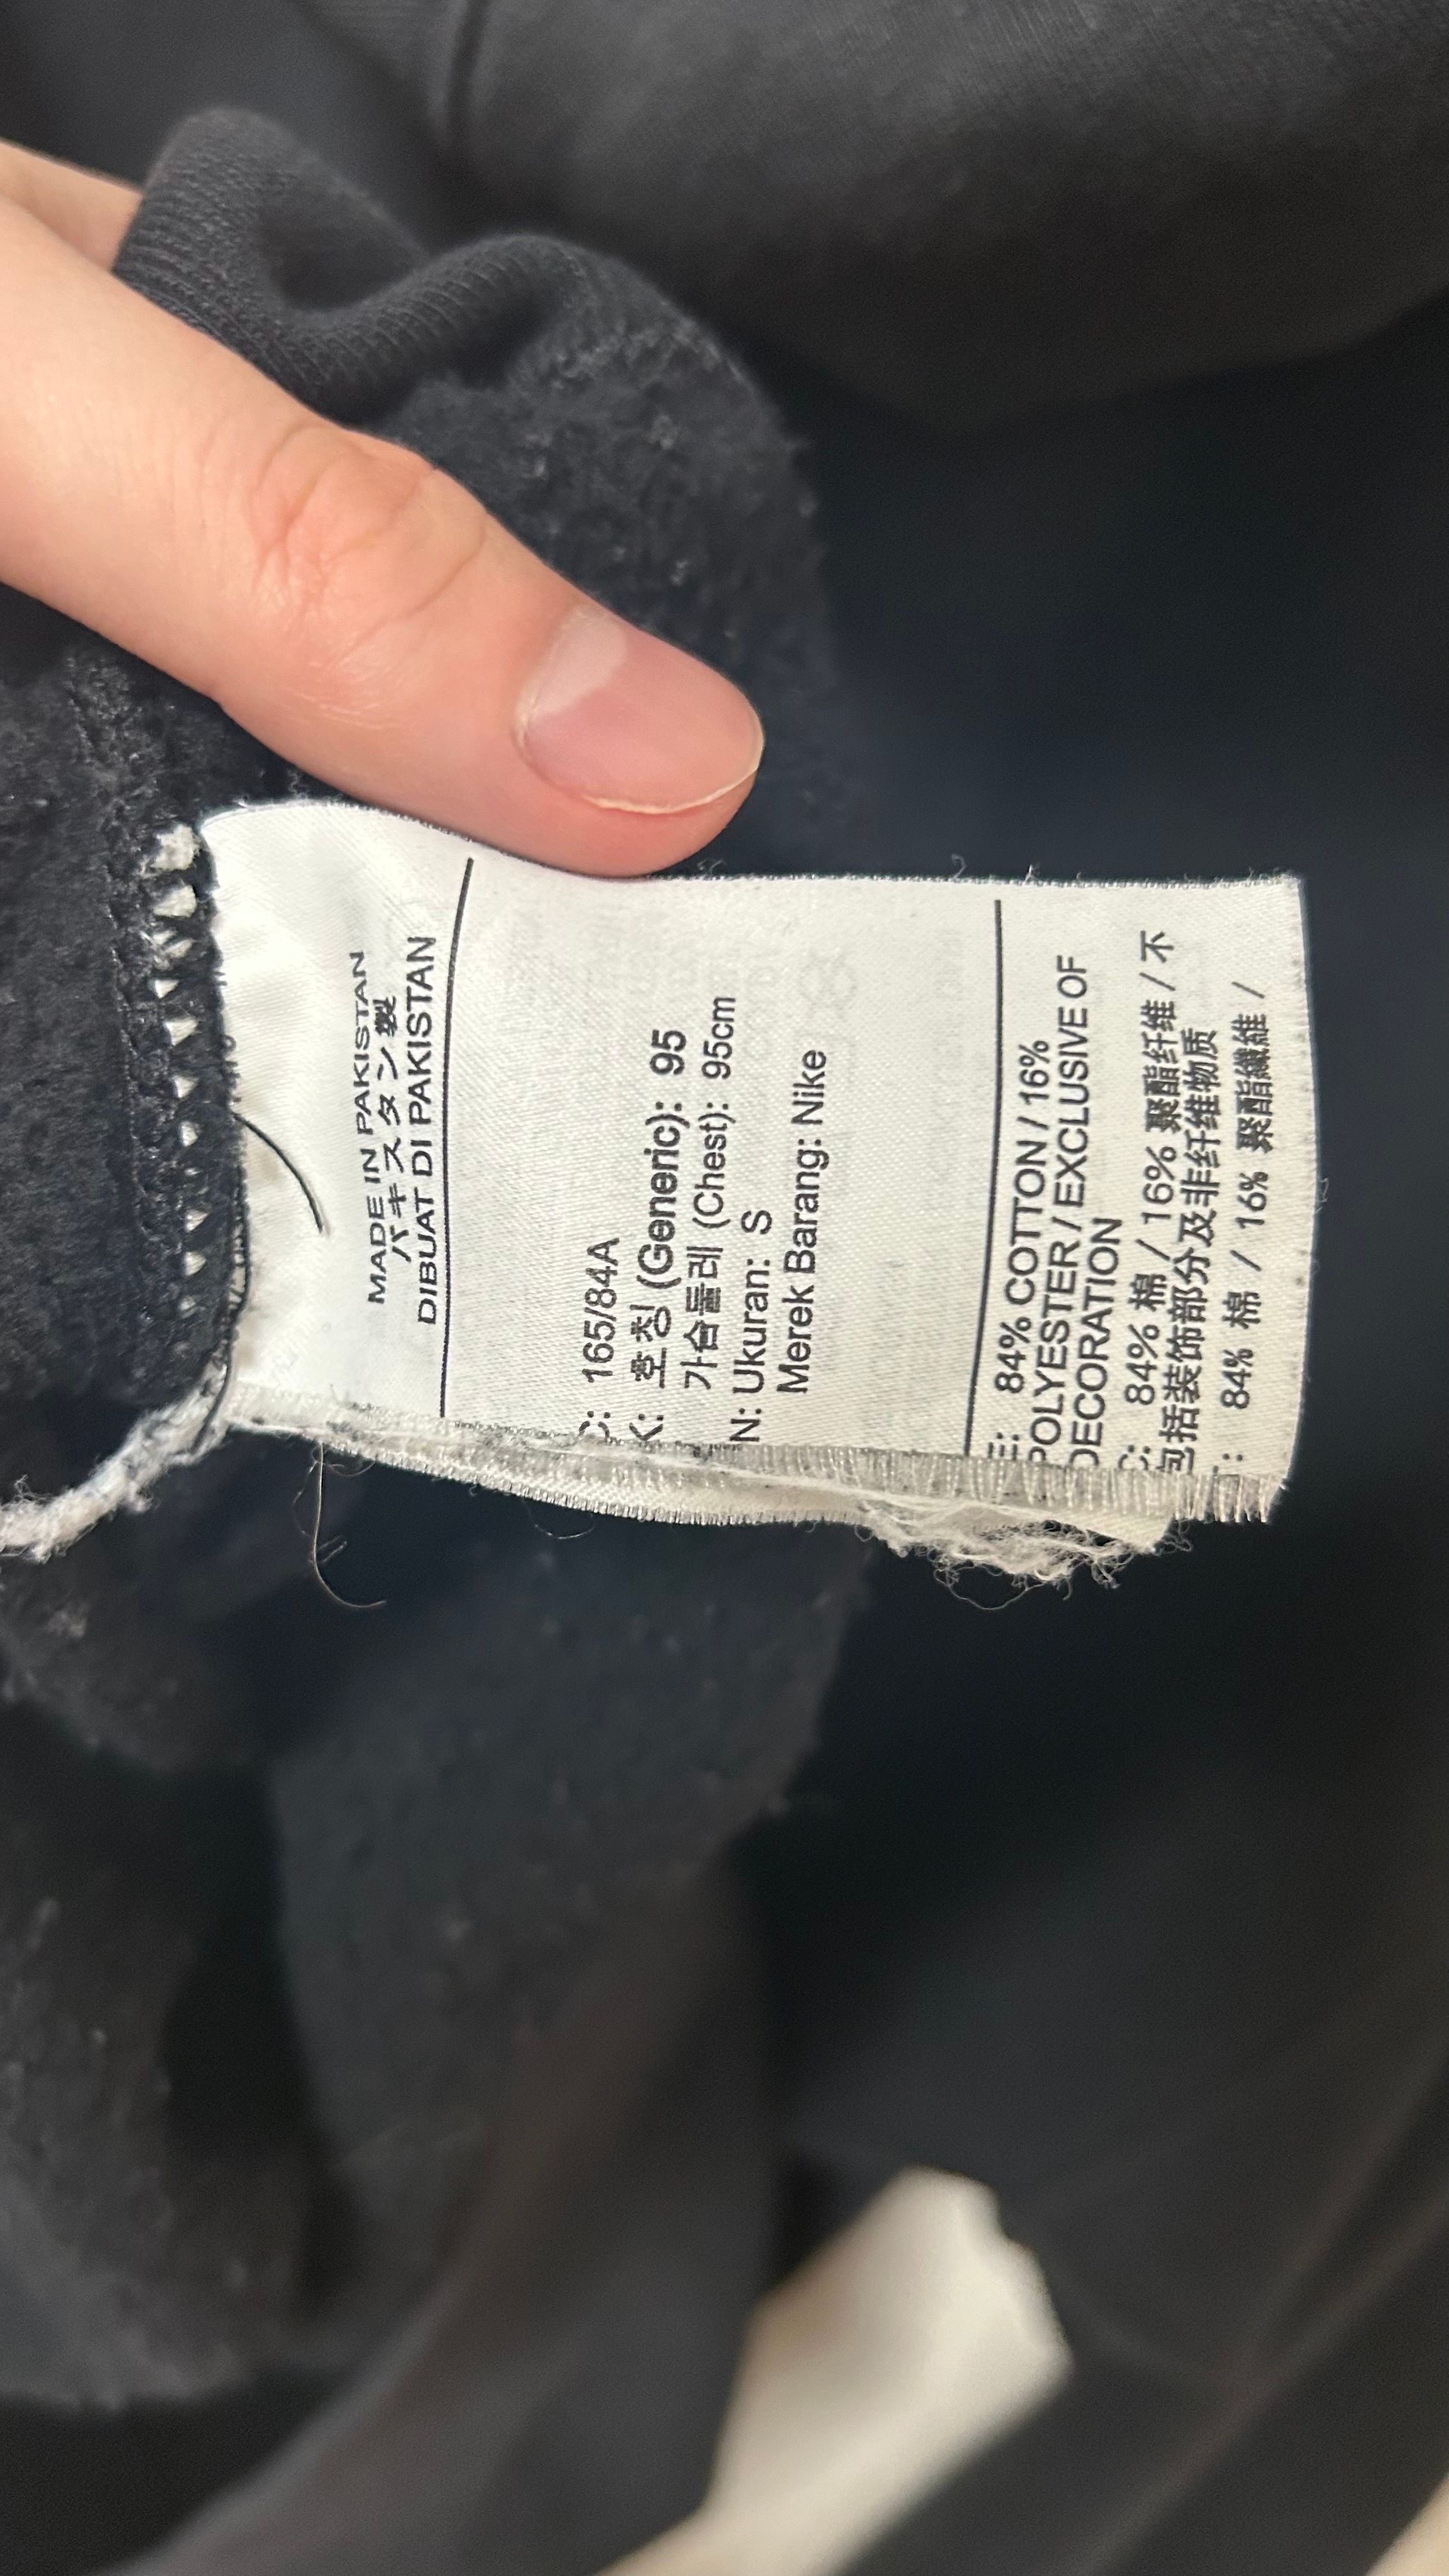 MADE IN PAKISTAN
パキスタン製
DIBUAT DI PAKISTAN
C: 165/84A
K: 호칭 (Generic): 95
가슴둘레 (Chest): 95cm
N: Ukuran: S
Merek Barang: Nike
E: 84% COTTON / 16%
POLYESTER / EXCLUSIVE OF
DECORATION
C: 84% 棉 / 16% 聚酯纤维 / 不
包括装饰部分及非纤维物质
84% 棉 / 16% 聚酯纖維 /